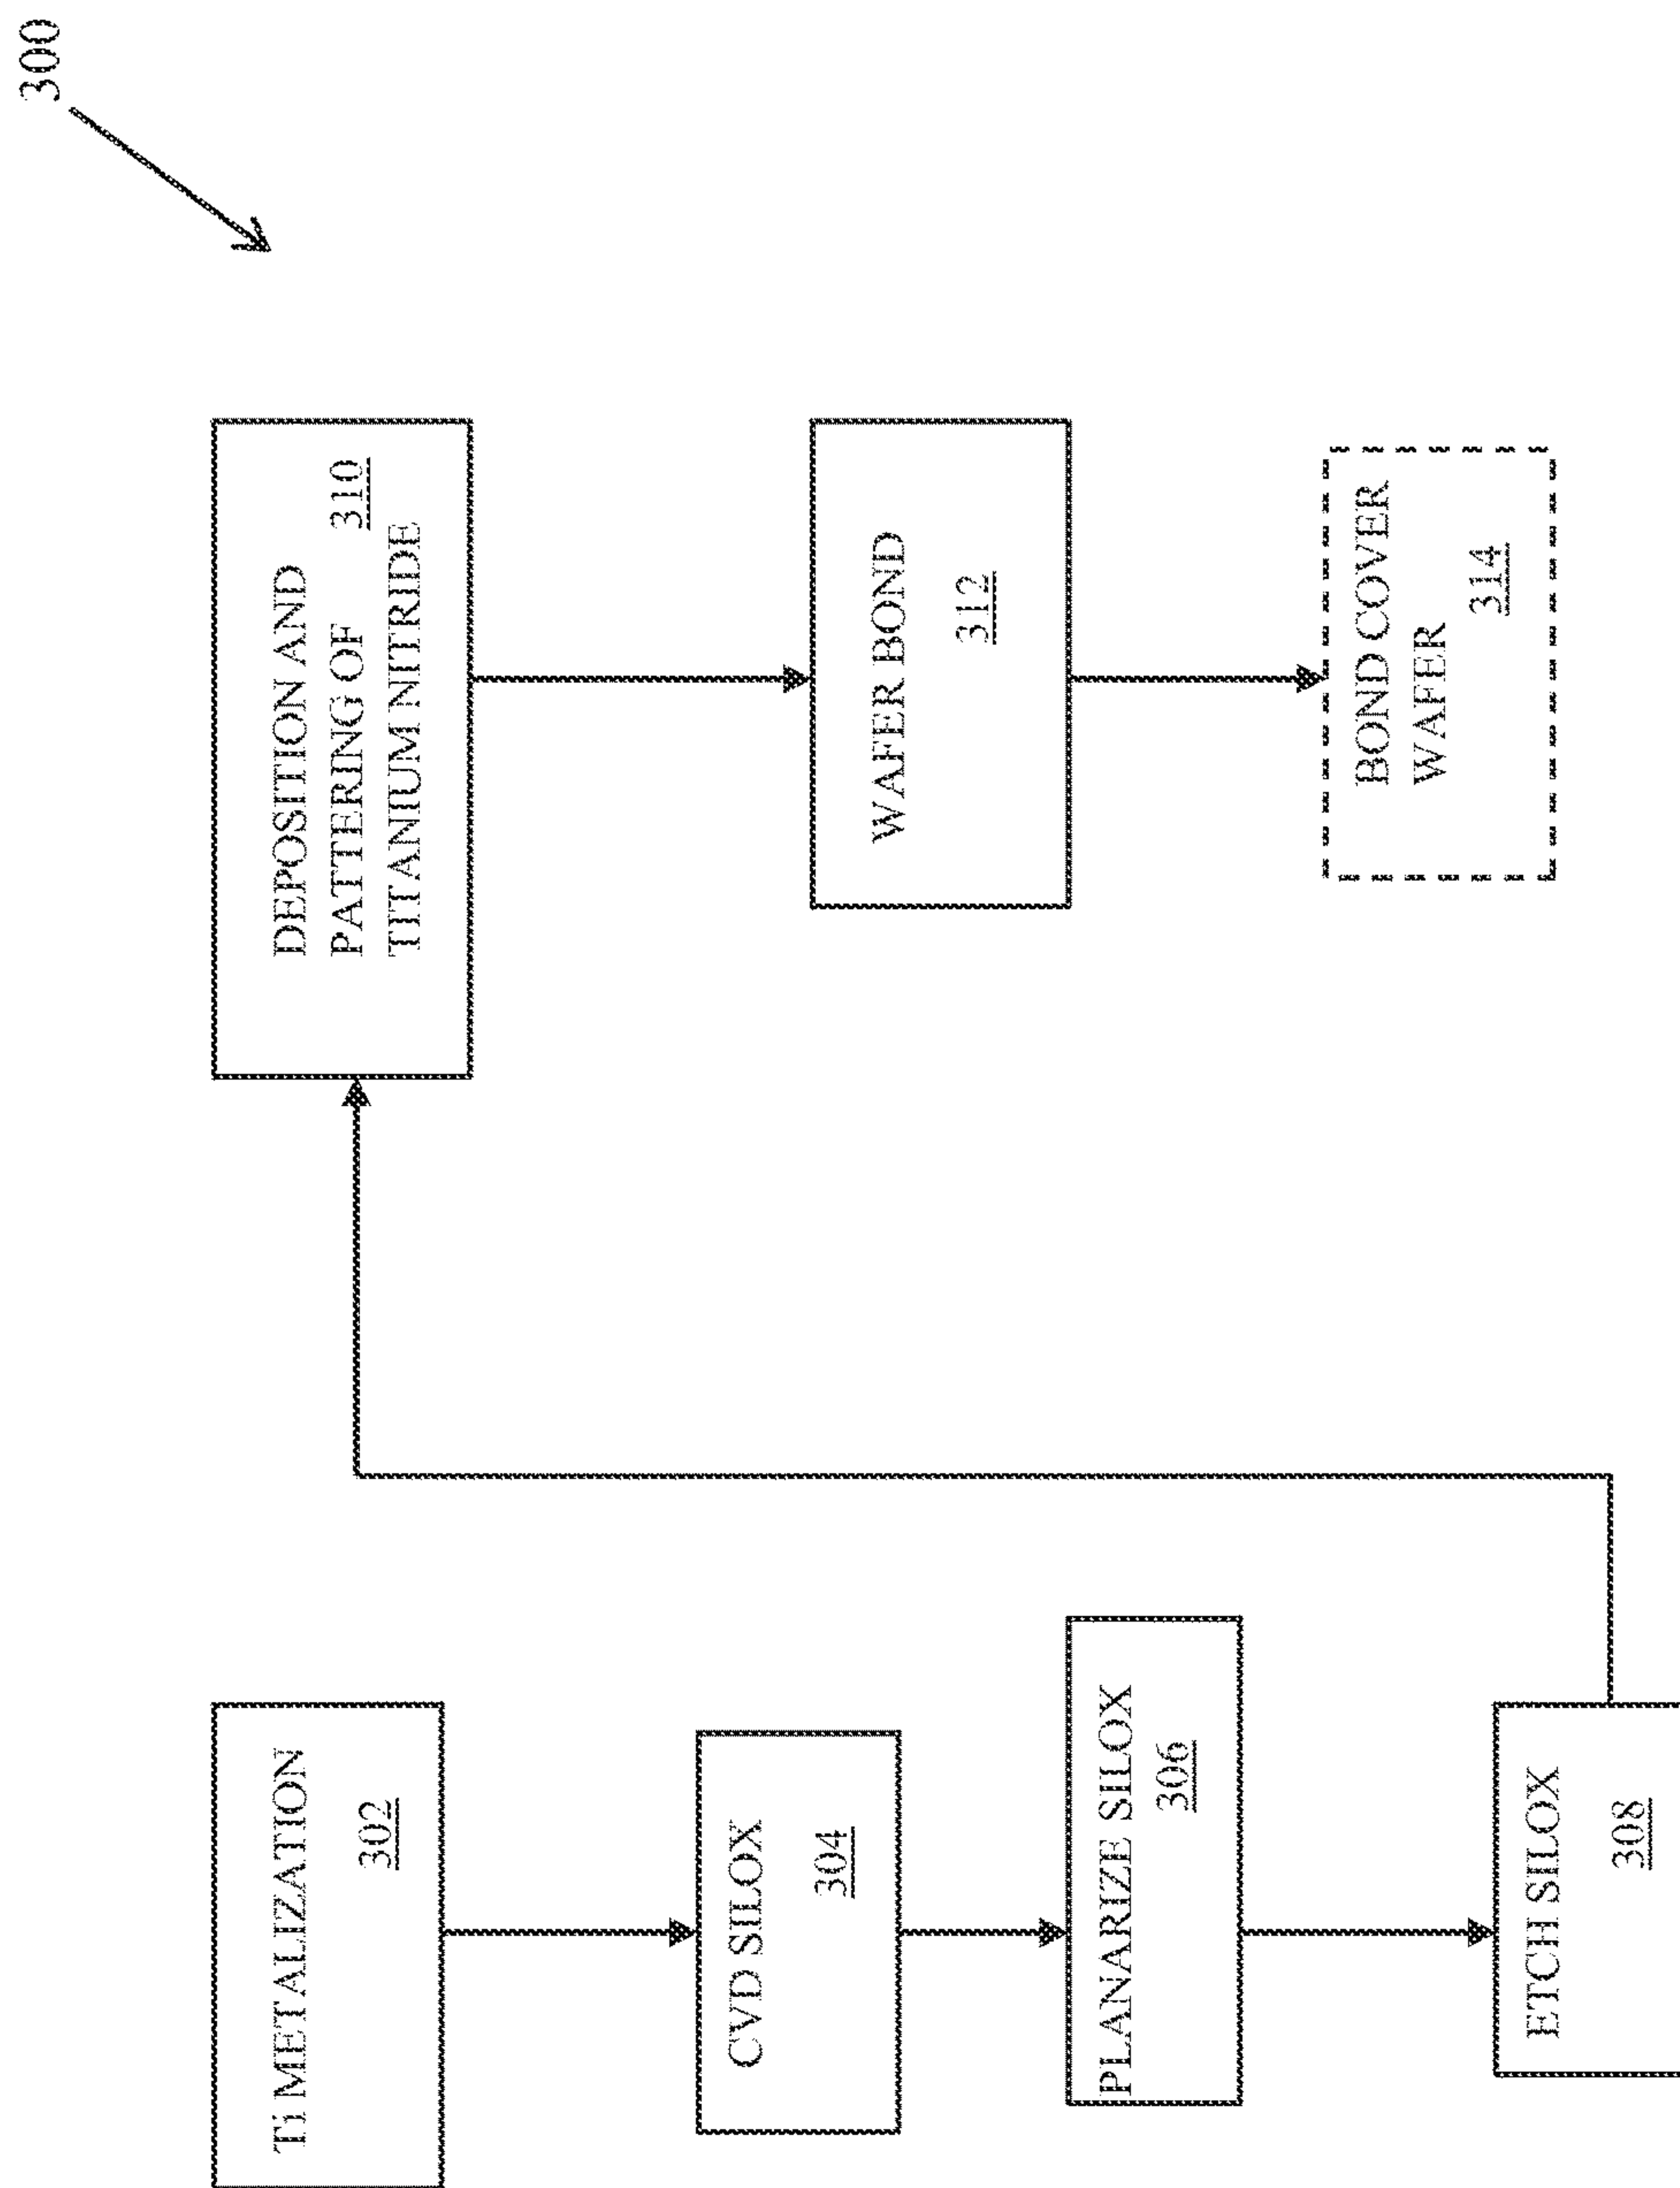 300
Ti METALIZATION
302
CVD SILOX
304
PLANARIZE SILOX
306
ETCH SILOX
308
DEPOSITION AND
PATTERING OF 310
TITANIUM NITRIDE
WAFER BOND
312
BOND COVER
WAFER
314